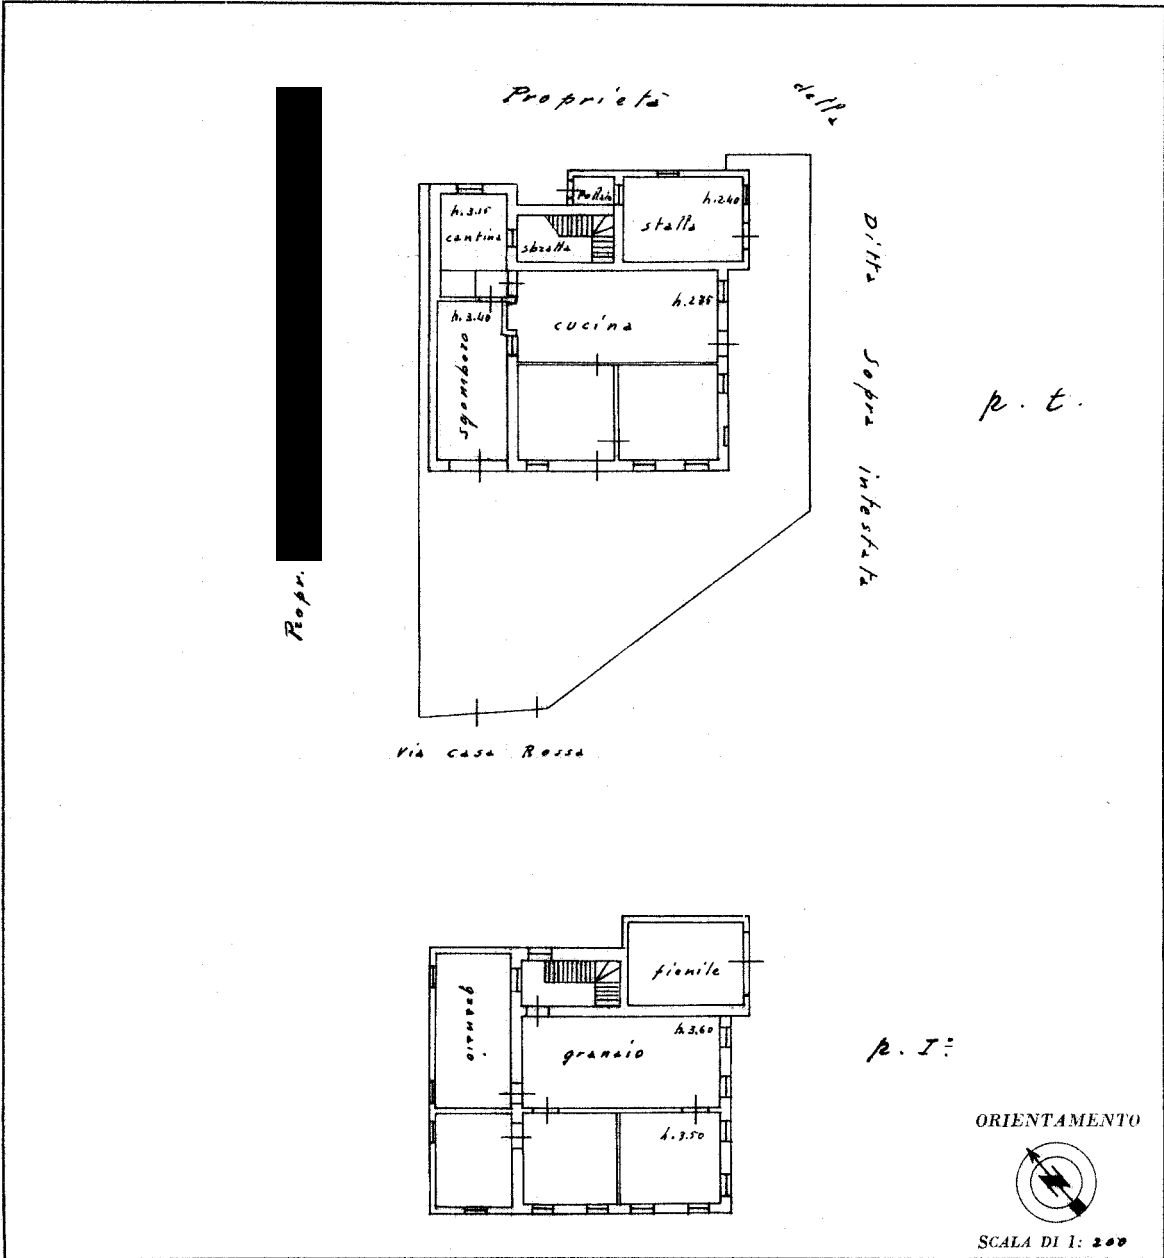 Proprietà della
Ditta sopra intestata
Propr.
h. 3.15
cantina
pollaio
h. 2.40
stalla
sbratta
h. 2.85
cucina
h. 3.40
sgombero
p. t.
Via casa Rossa
fienile
granaio
h. 3.60
granaio
h. 3.50
p. I°
ORIENTAMENTO
SCALA DI 1: 200